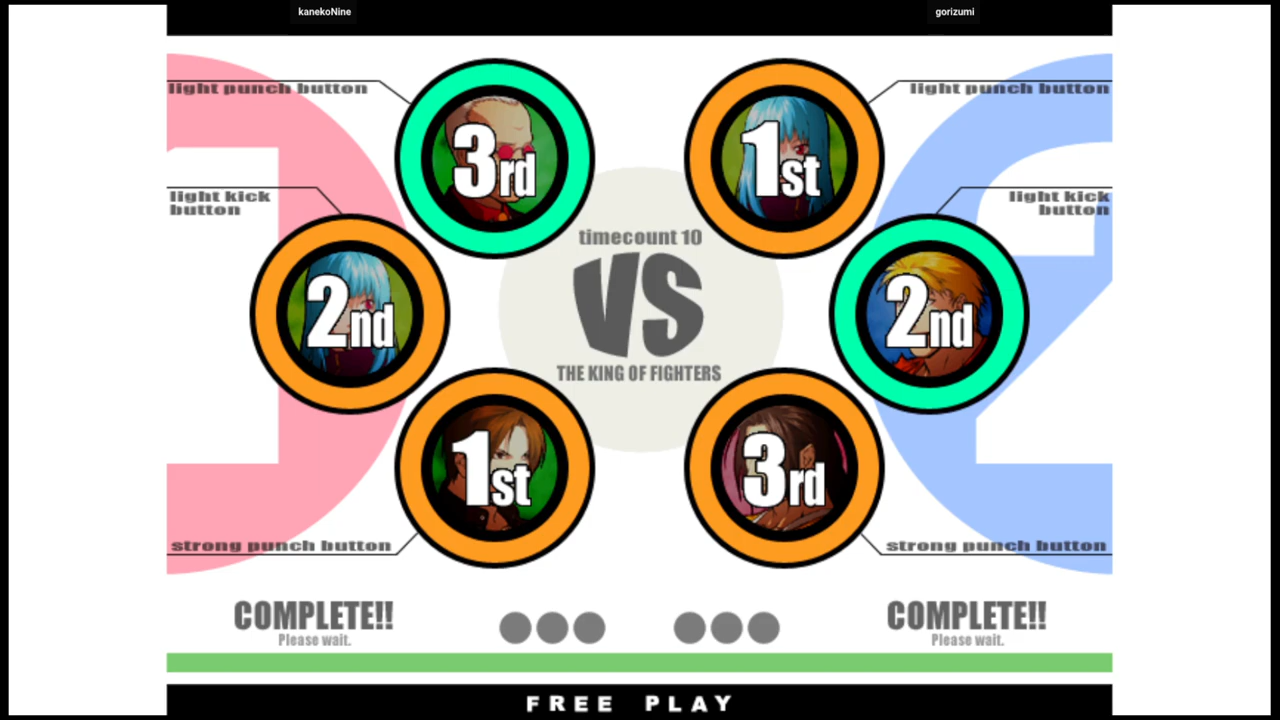 kanekoNine
gorizumi
light punch button
light punch button
3rd
1st
light kick
button
light kick
button
timecount 10
VS
THE KING OF FIGHTERS
2nd
2nd
1st
3rd
strong punch button
strong punch button
COMPLETE!!
Please wait.
COMPLETE!!
Please wait.
FREE PLAY
1
2